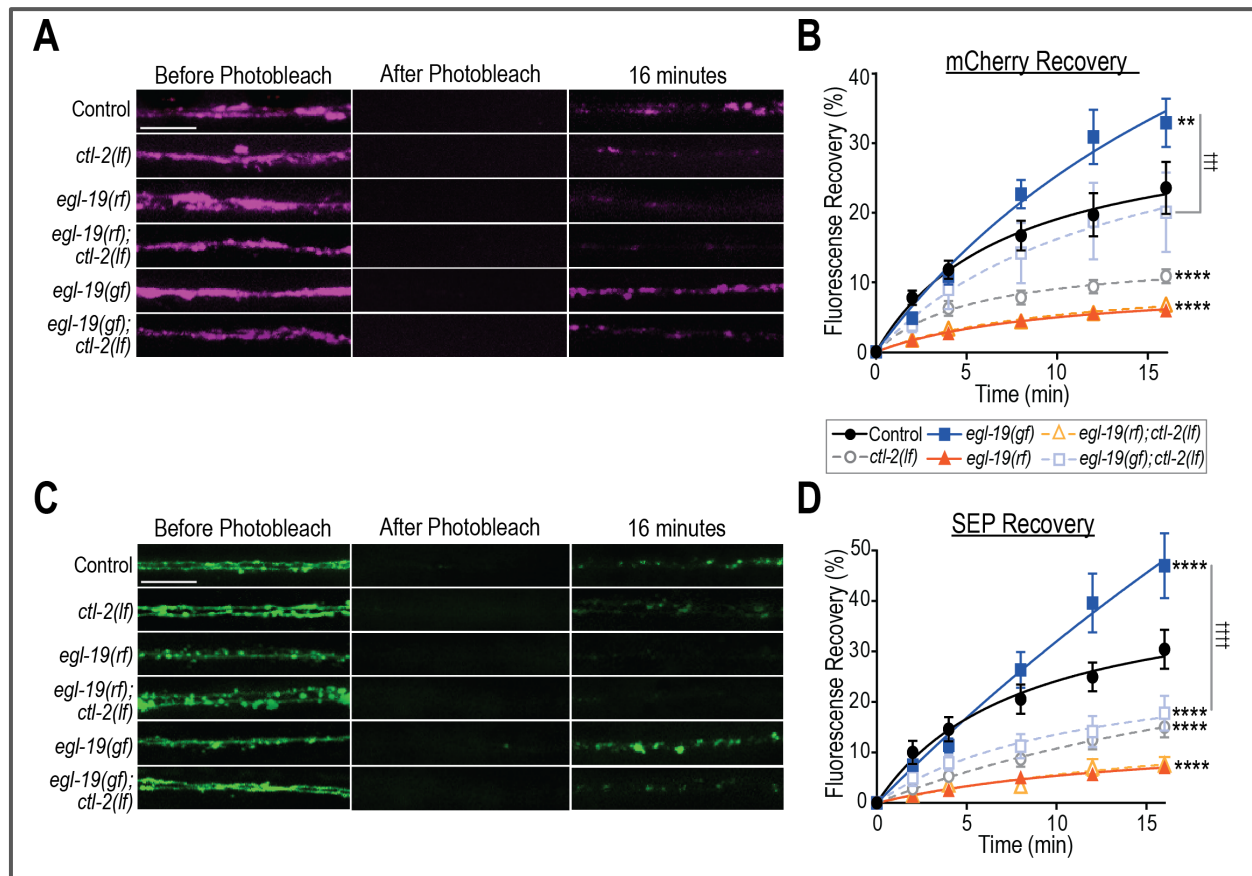 A
Before Photobleach After Photobleach 16 minutes
Control
ctl-2(lf)
egl-19(rf)
egl-19(rf);
ctl-2(lf)
egl-19(gf)
egl-19(gf);
ctl-2(lf)
B
mCherry Recovery
Fluorescense Recovery (%)
40
30
20
10
0
0 5 10 15
Time (min)
**
†††
****
****
Control egl-19(gf) egl-19(rf);ctl-2(lf)
ctl-2(lf) egl-19(rf) egl-19(gf);ctl-2(lf)
C
Before Photobleach After Photobleach 16 minutes
Control
ctl-2(lf)
egl-19(rf)
egl-19(rf);
ctl-2(lf)
egl-19(gf)
egl-19(gf);
ctl-2(lf)
D
SEP Recovery
Fluorescense Recovery (%)
50
40
30
20
10
0
0 5 10 15
Time (min)
****
††††
****
****
****